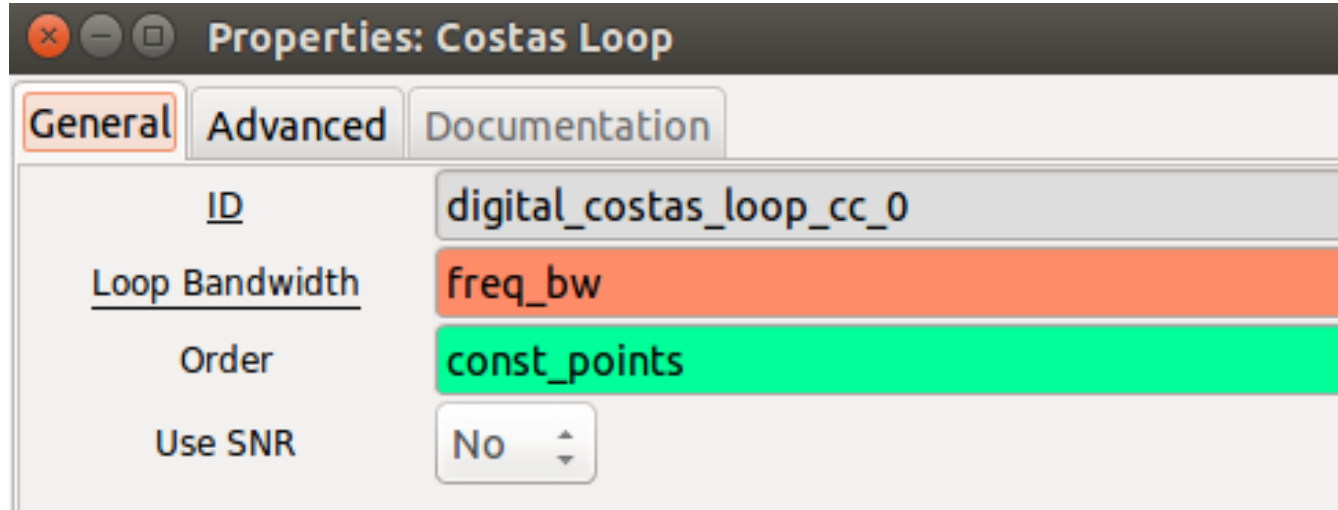 Properties: Costas Loop
General Advanced Documentation
ID digital_costas_loop_cc_0
Loop Bandwidth freq_bw
Order const_points
Use SNR No